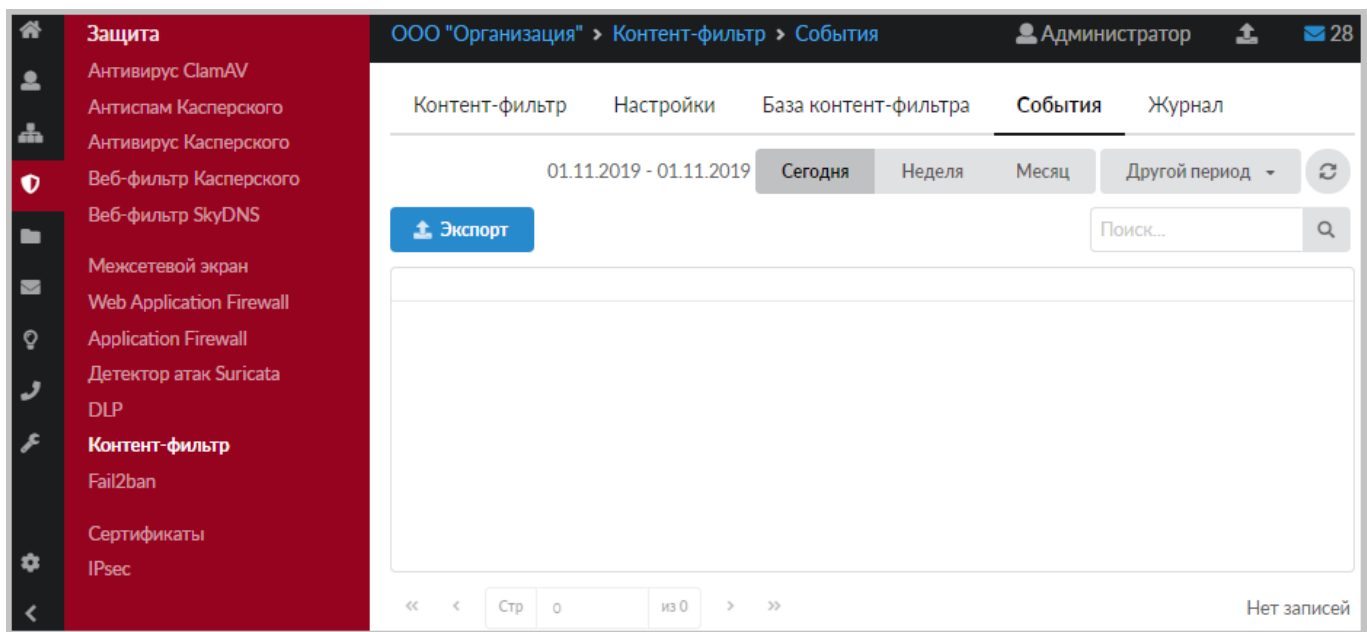 Защита
Антивирус ClamAV
Антиспам Касперского
Антивирус Касперского
Веб-фильтр Касперского
Веб-фильтр SkyDNS
Межсетевой экран
Web Application Firewall
Application Firewall
Детектор атак Suricata
DLP
Контент-фильтр
Fail2ban
Сертификаты
IPsec
ООО "Организация" > Контент-фильтр > События Администратор 28
Контент-фильтр Настройки База контент-фильтра События Журнал
01.11.2019 - 01.11.2019 Сегодня Неделя Месяц Другой период
Экспорт Поиск...
<< < Стр 0 из 0 > >> Нет записей